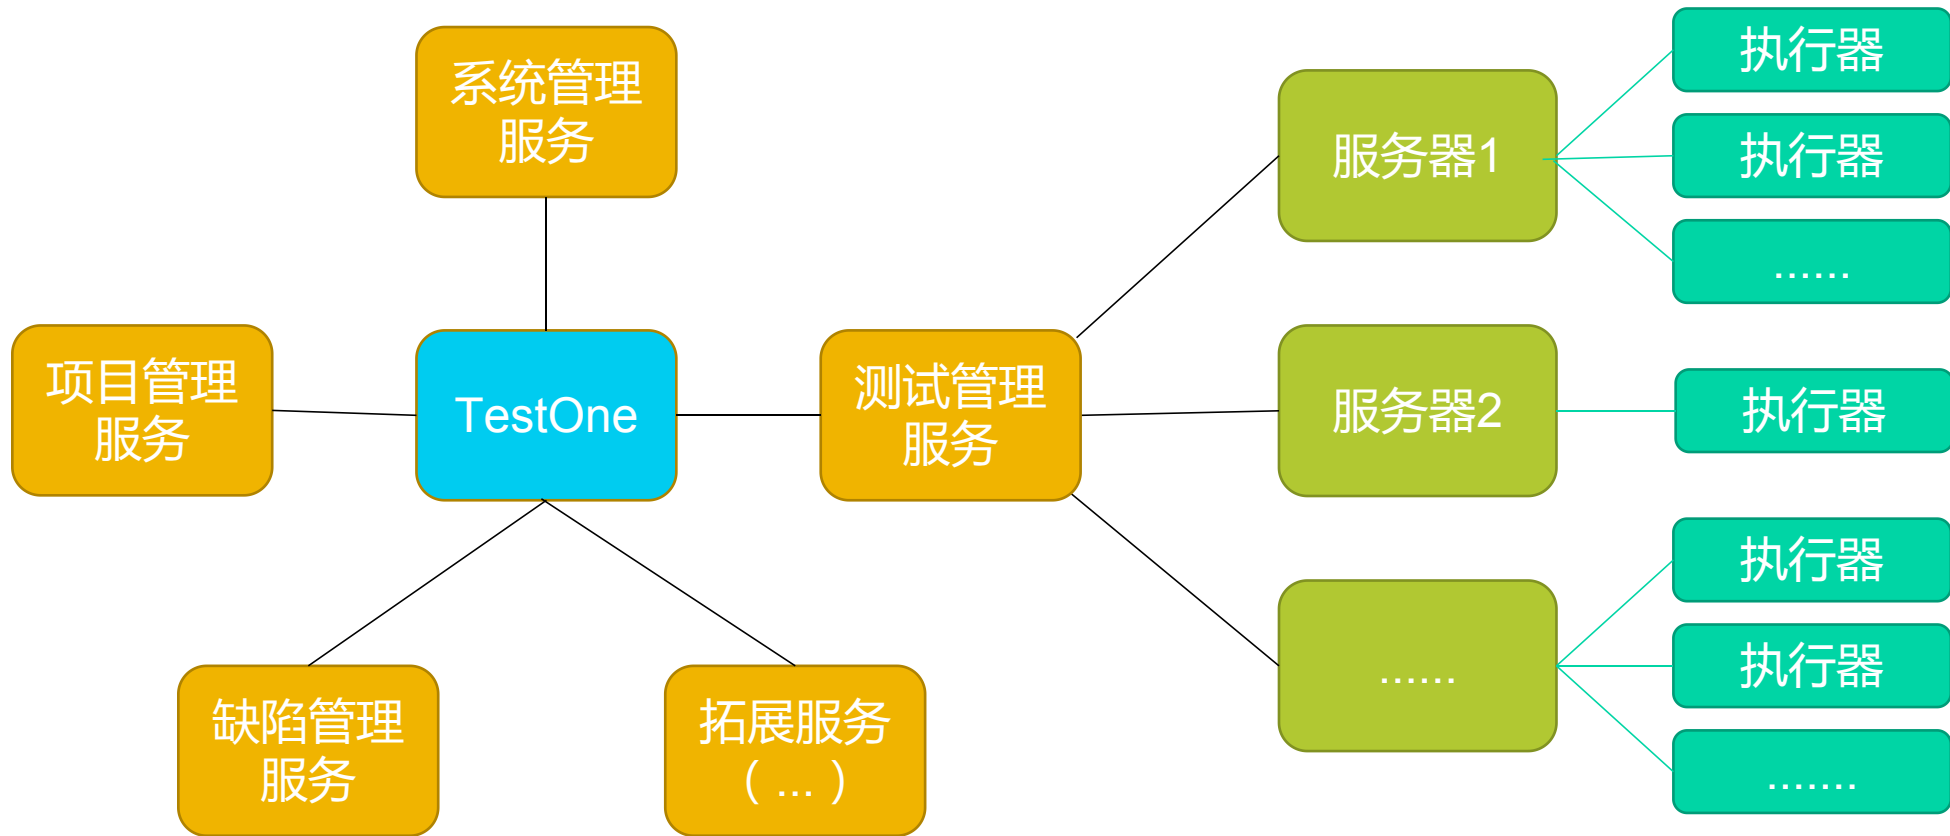 系统管理
服务
项目管理
服务
TestOne
测试管理
服务
缺陷管理
服务
拓展服务
（ ... ）
服务器1
服务器2
......
执行器
执行器
......
执行器
执行器
执行器
.......